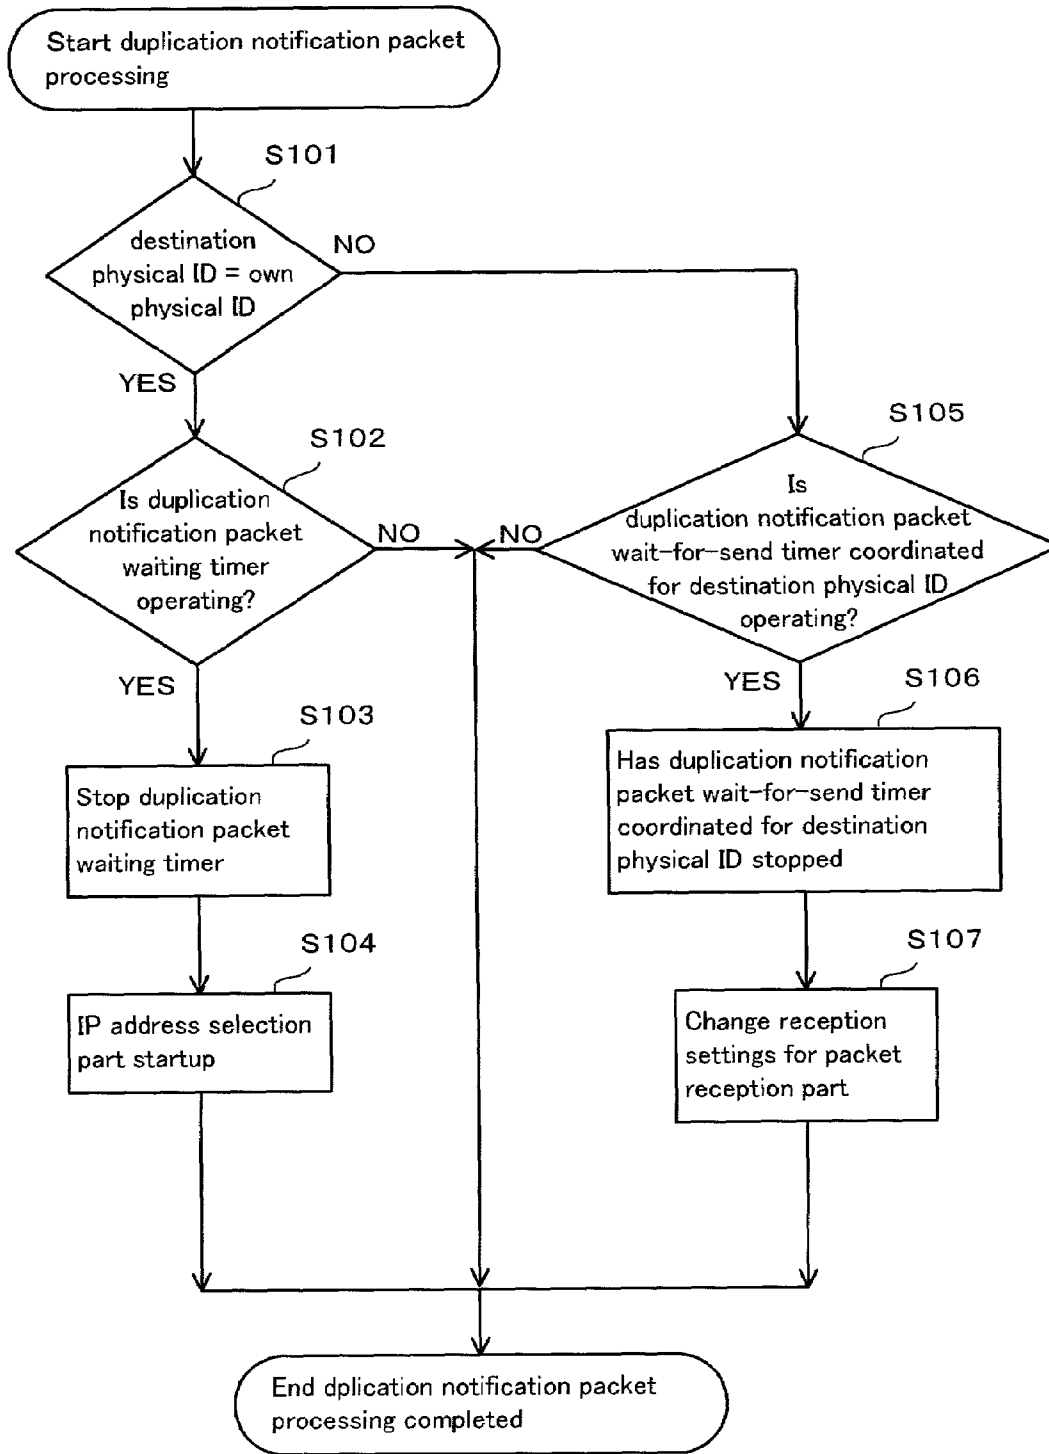 Start duplication notification packet
processing
S101
destination
physical ID = own
physical ID
NO
YES
S102
Is duplication
notification packet
waiting timer
operating?
NO
YES
S103
Stop duplication
notification packet
waiting timer
S104
IP address selection
part startup
S105
Is
duplication notification packet
wait-for-send timer coordinated
for destination physical ID
operating?
NO
YES
S106
Has duplication notification
packet wait-for-send timer
coordinated for destination
physical ID stopped
S107
Change reception
settings for packet
reception part
End dplication notification packet
processing completed